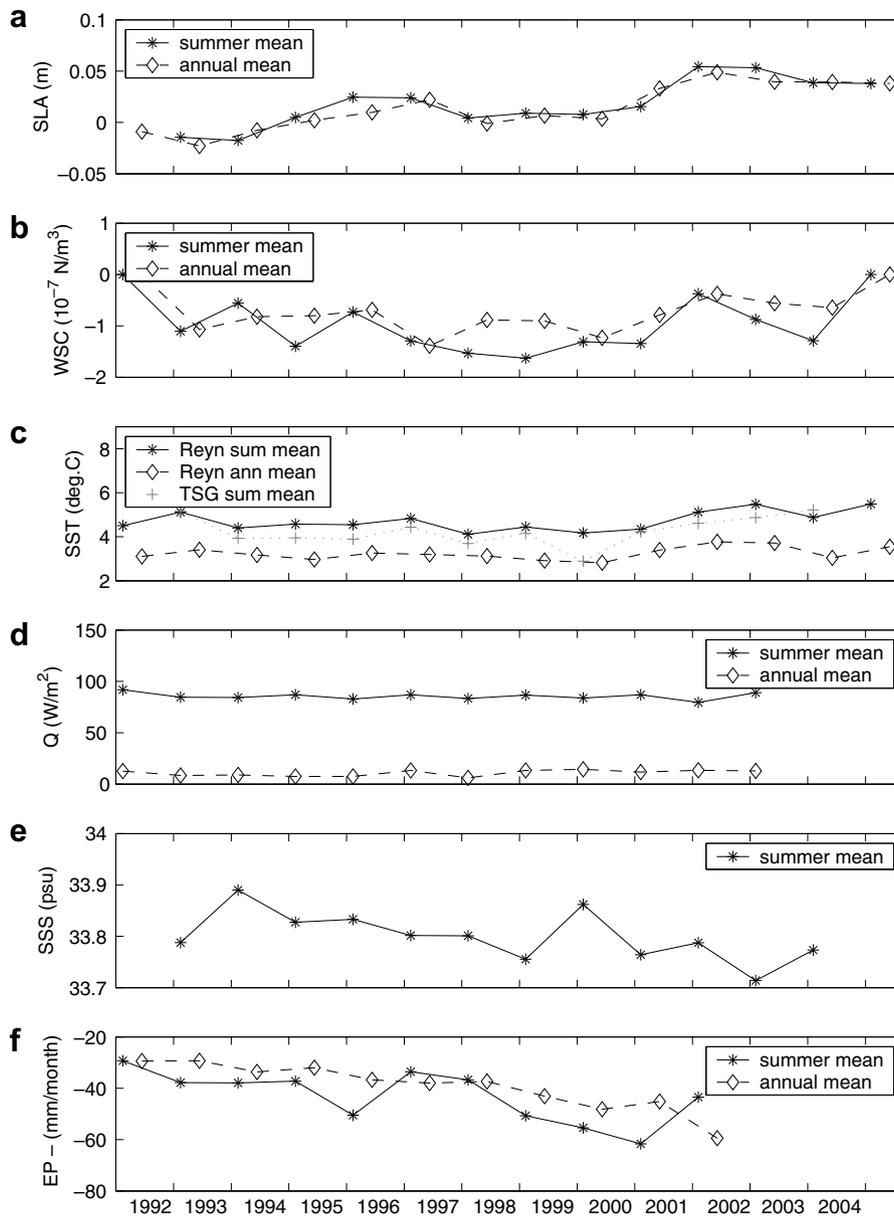 a
0.1
0.05
0
−0.05
SLA (m)
summer mean
annual mean
b
1
0
−1
−2
WSC (10⁻⁷ N/m³)
summer mean
annual mean
c
8
6
4
2
SST (deg.C)
Reyn sum mean
Reyn ann mean
TSG sum mean
d
150
100
50
0
Q (W/m²)
summer mean
annual mean
e
34
33.9
33.8
33.7
SSS (psu)
summer mean
f
−20
−40
−60
−80
EP − (mm/month)
summer mean
annual mean
1992 1993 1994 1995 1996 1997 1998 1999 2000 2001 2002 2003 2004